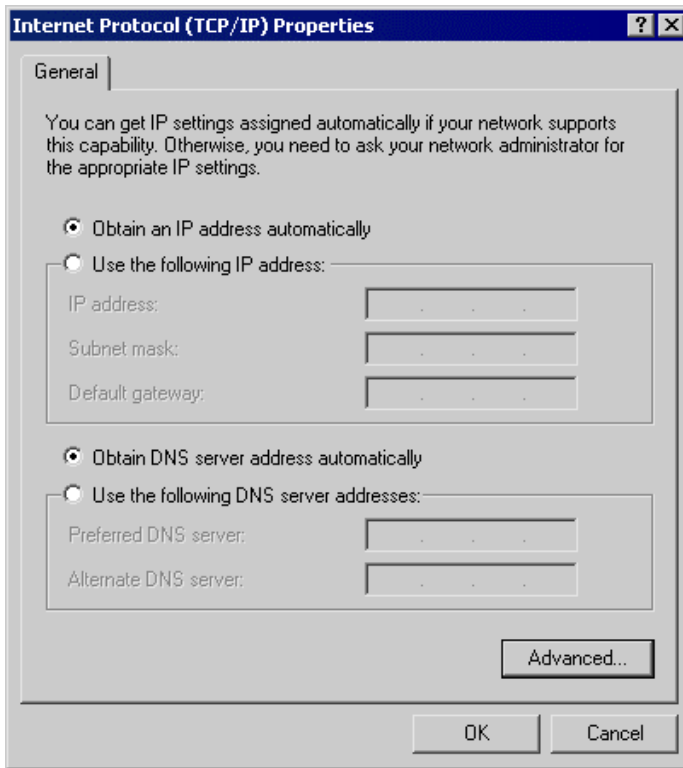 Internet Protocol (TCP/IP) Properties
General
You can get IP settings assigned automatically if your network supports
this capability. Otherwise, you need to ask your network administrator for
the appropriate IP settings.
Obtain an IP address automatically
Use the following IP address:
IP address:
Subnet mask:
Default gateway:
Obtain DNS server address automatically
Use the following DNS server addresses:
Preferred DNS server:
Alternate DNS server:
Advanced...
OK Cancel